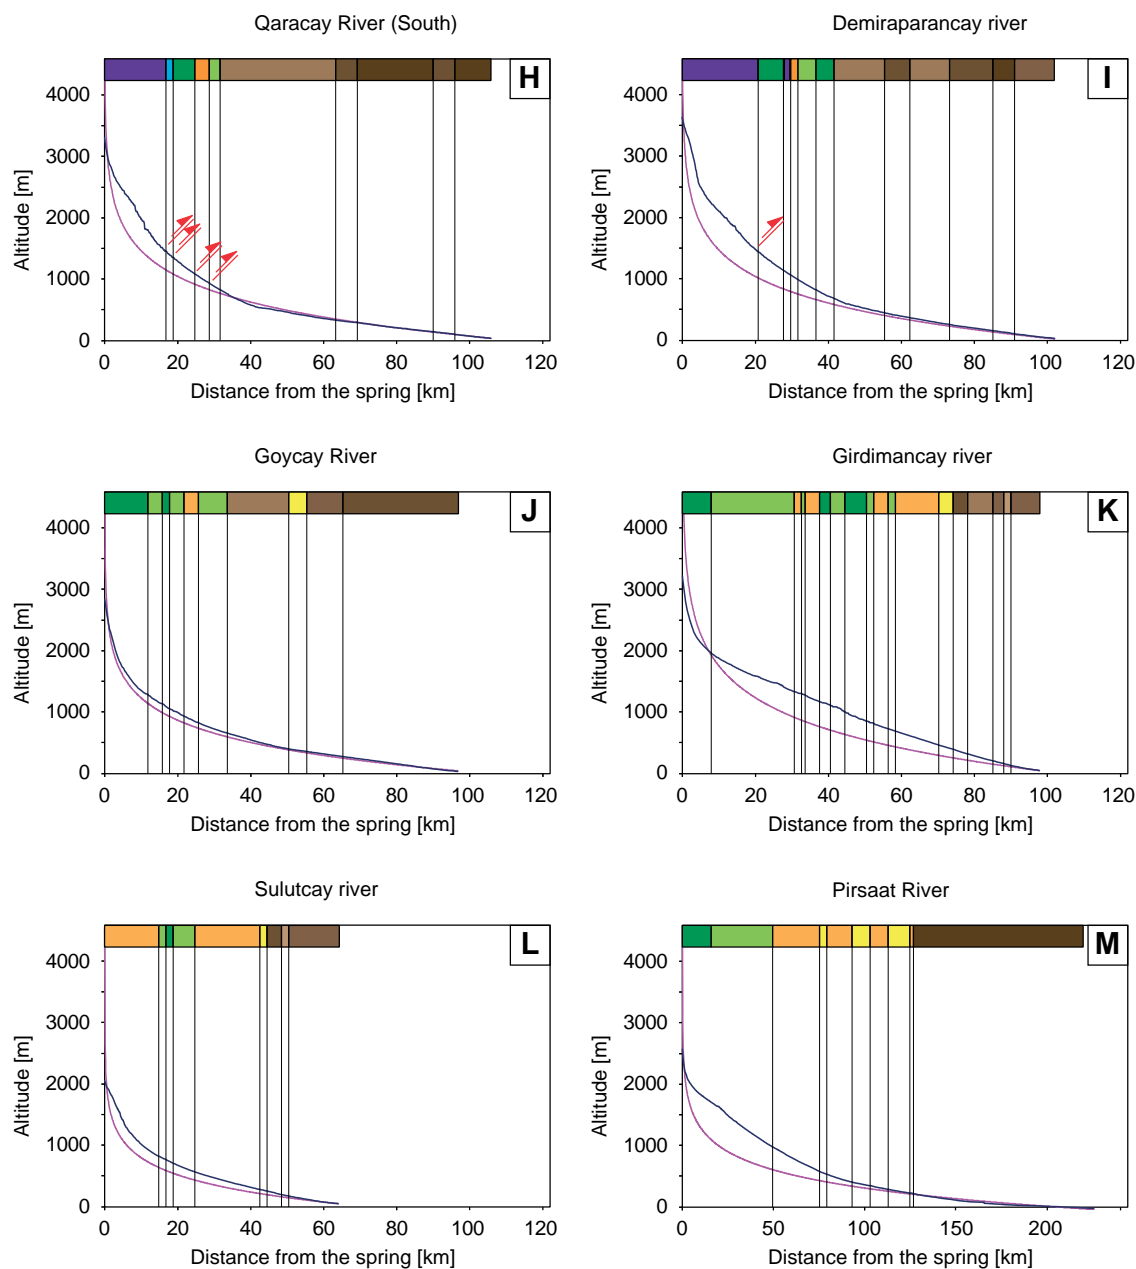 Qaracay River (South)
H
4000
3000
2000
1000
0
Altitude [m]
0 20 40 60 80 100 120
Distance from the spring [km]
Demiraparancay river
I
4000
3000
2000
1000
0
Altitude [m]
0 20 40 60 80 100 120
Distance from the spring [km]
Goycay River
J
4000
3000
2000
1000
0
Altitude [m]
0 20 40 60 80 100 120
Distance from the spring [km]
Girdimancay river
K
4000
3000
2000
1000
0
Altitude [m]
0 20 40 60 80 100 120
Distance from the spring [km]
Sulutcay river
L
4000
3000
2000
1000
0
Altitude [m]
0 20 40 60 80 100 120
Distance from the spring [km]
Pirsaat River
M
4000
3000
2000
1000
0
Altitude [m]
0 50 100 150 200
Distance from the spring [km]